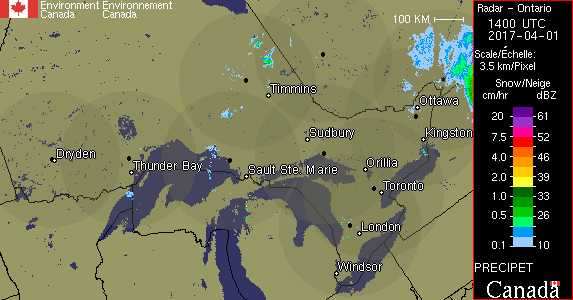 Environment Environnement
Canada Canada
100 KM
Timmins
Ottawa
Sudbury
Kingston
Dryden
Thunder Bay
Sault Ste. Marie
Orillia
Toronto
London
Windsor
Radar - Ontario
1400 UTC
2017-04-01
Scale/Échelle:
3.5 km/Pixel
Snow/Neige
cm/hr dBZ
20 61
7.5 52
4.0 46
2.0 39
1.0 33
0.5 26
0.1 10
PRECIPET
Canada